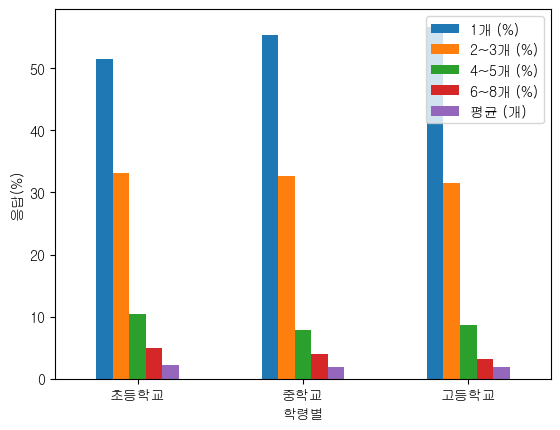 1개 (%)
2~3개 (%)
4~5개 (%)
6~8개 (%)
평균 (개)
응답(%)
50
40
30
20
10
0
초등학교
중학교
고등학교
학령별